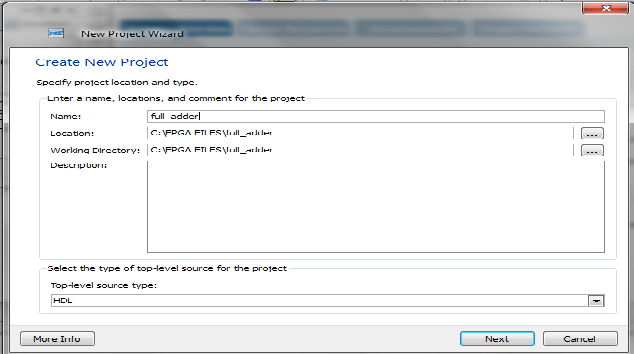 New Project Wizard
Create New Project
Specify project location and type.
Enter a name, locations, and comment for the project
Name: full_adder
Location: C:\FPGA FILES\full_adder ...
Working Directory: C:\FPGA FILES\full_adder ...
Description:
Select the type of top-level source for the project
Top-level source type:
HDL
More Info Next Cancel